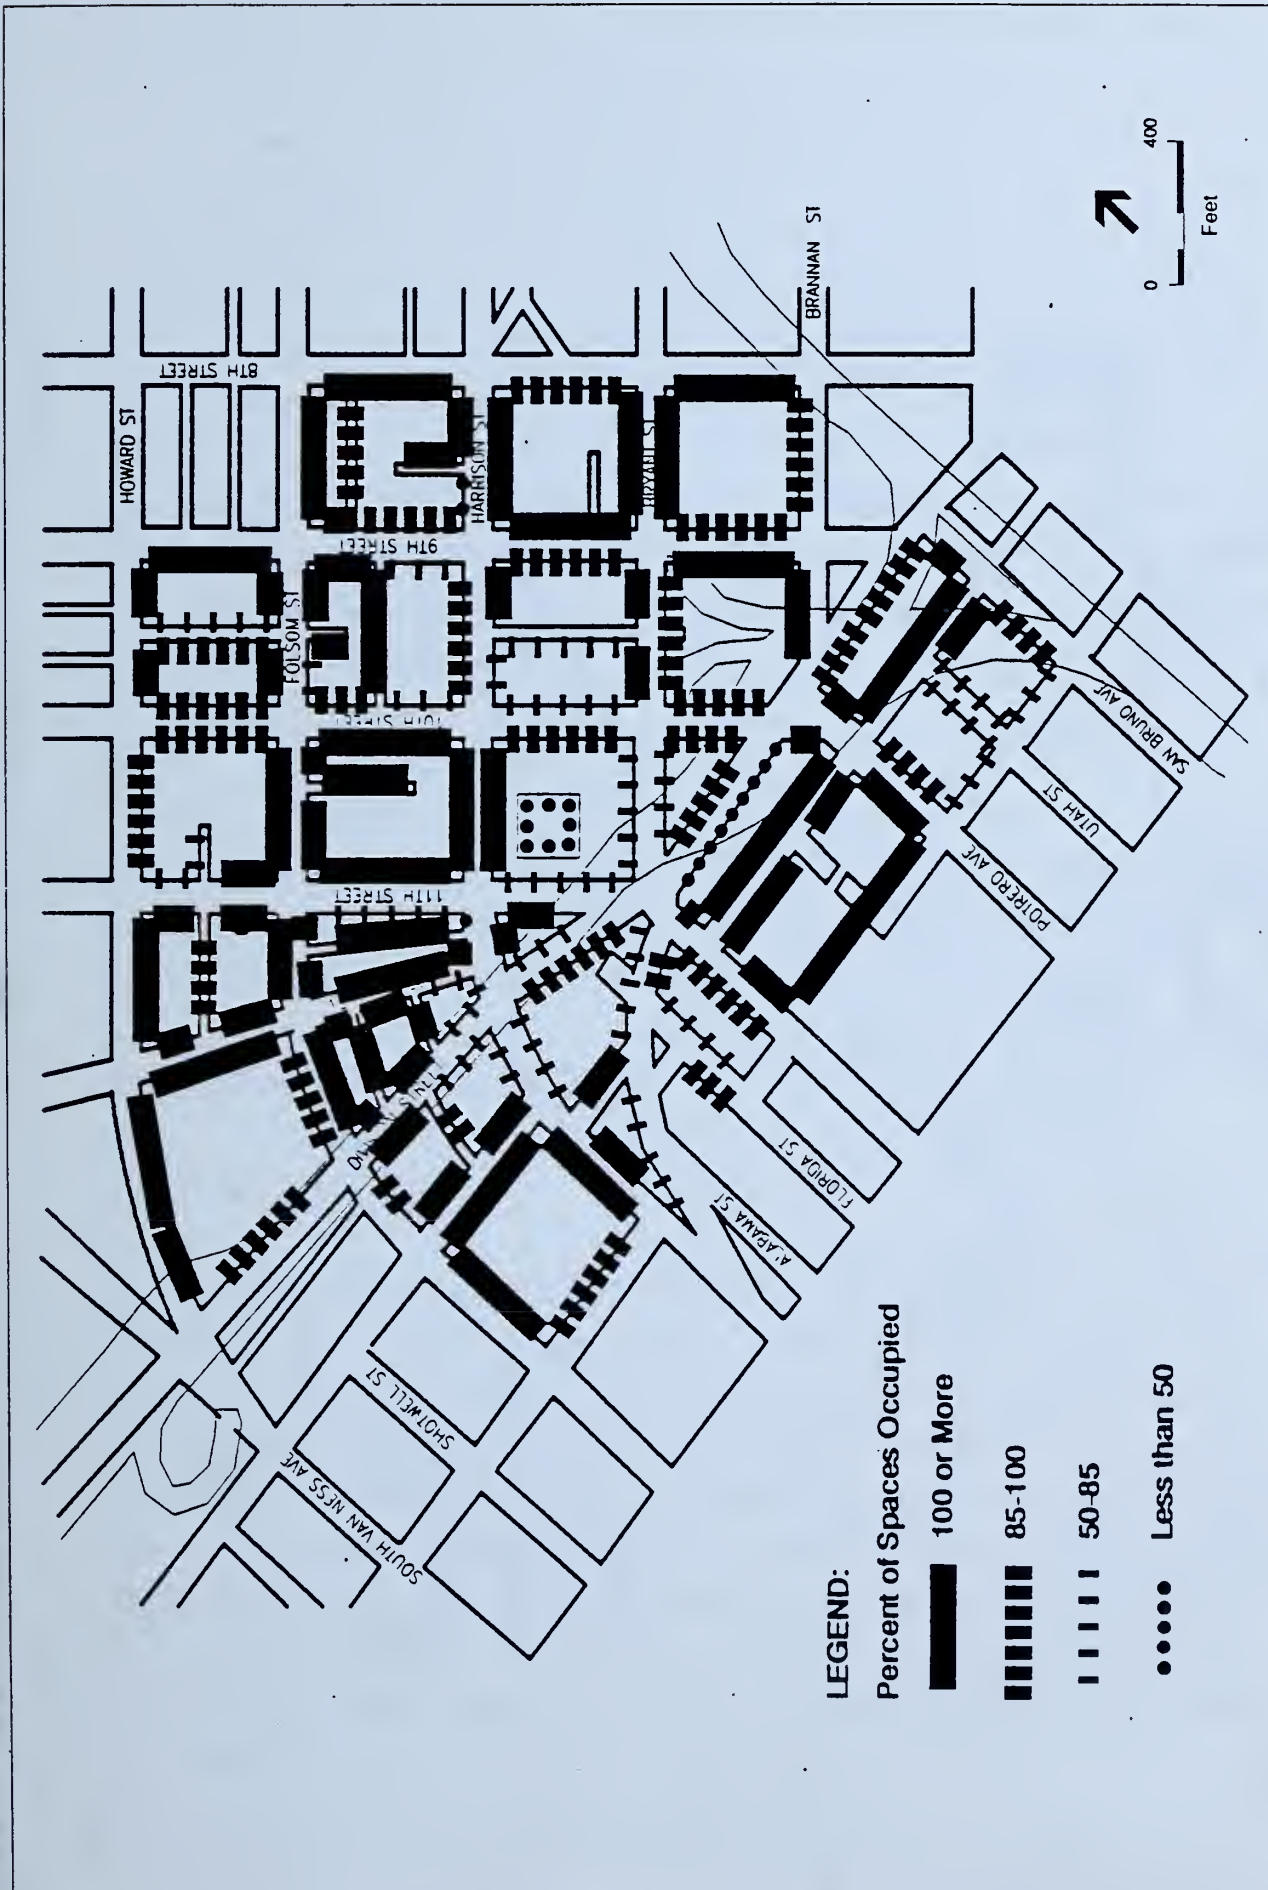 HOWARD ST
8TH STREET
FOLSOM ST
9TH STREET
HARRISON ST
BRYANT ST
BRANNAN ST
10TH STREET
11TH STREET
SAN BRUNO AVE
UTAH ST
POTRERO AVE
FLORIDA ST
ALABAMA ST
SHOTWELL ST
SOUTH VAN NESS AVE
0 400
Feet
LEGEND:
Percent of Spaces Occupied
100 or More
85-100
50-85
Less than 50